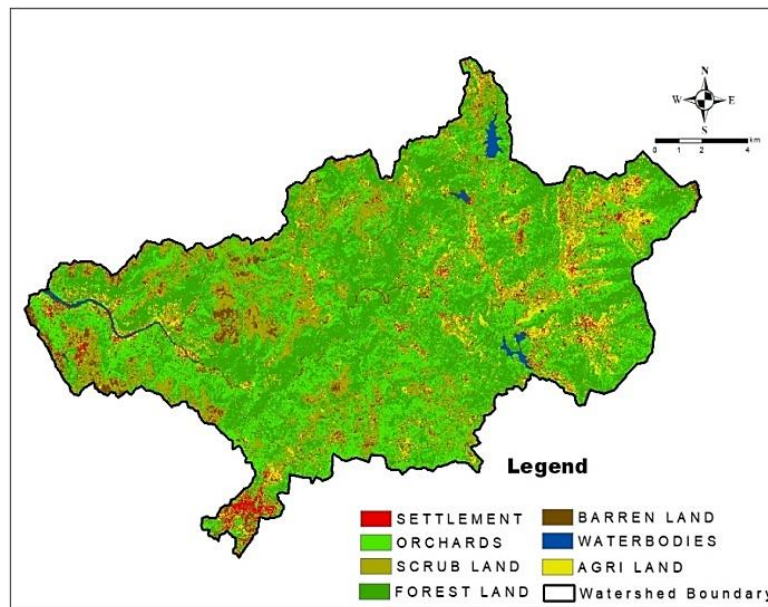 N
W E
S
0 1 2 4
km
Legend
SETTLEMENT
ORCHARDS
SCRUB LAND
FOREST LAND
BARREN LAND
WATERBODIES
AGRI LAND
Watershed Boundary